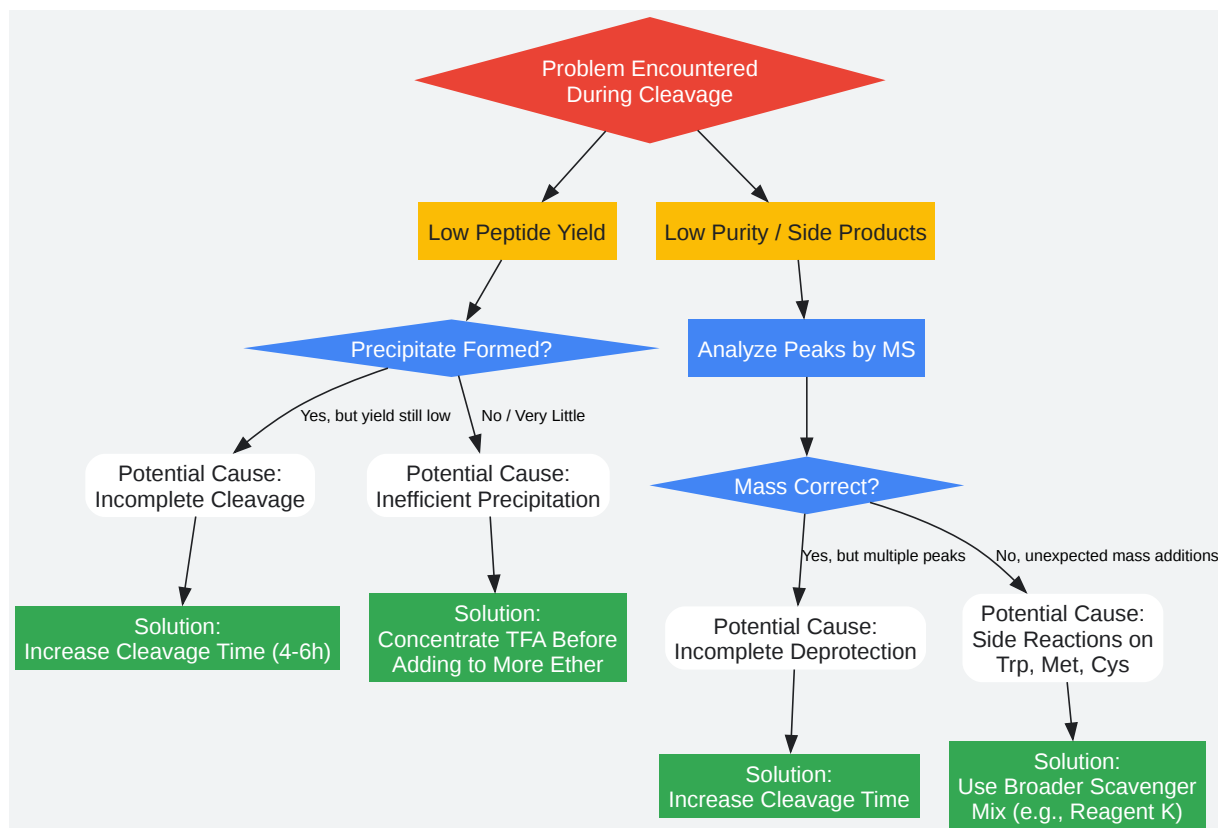 Problem Encountered
During Cleavage
Low Peptide Yield
Low Purity / Side Products
Precipitate Formed?
Analyze Peaks by MS
Yes, but yield still low
No / Very Little
Potential Cause:
Incomplete Cleavage
Potential Cause:
Inefficient Precipitation
Mass Correct?
Yes, but multiple peaks
No, unexpected mass additions
Solution:
Increase Cleavage Time (4-6h)
Solution:
Concentrate TFA Before
Adding to More Ether
Potential Cause:
Incomplete Deprotection
Potential Cause:
Side Reactions on
Trp, Met, Cys
Solution:
Increase Cleavage Time
Solution:
Use Broader Scavenger
Mix (e.g., Reagent K)